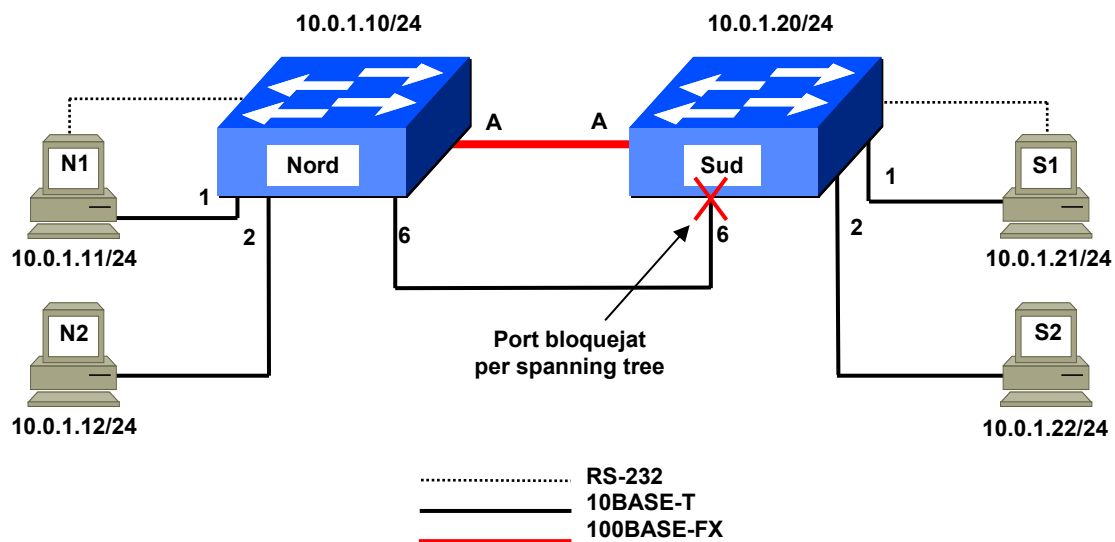 10.0.1.10/24
10.0.1.20/24
A
A
N1
Nord
Sud
S1
1
1
2
6
6
2
10.0.1.11/24
10.0.1.21/24
N2
S2
Port bloquejat
per spanning tree
10.0.1.12/24
10.0.1.22/24
RS-232
10BASE-T
100BASE-FX